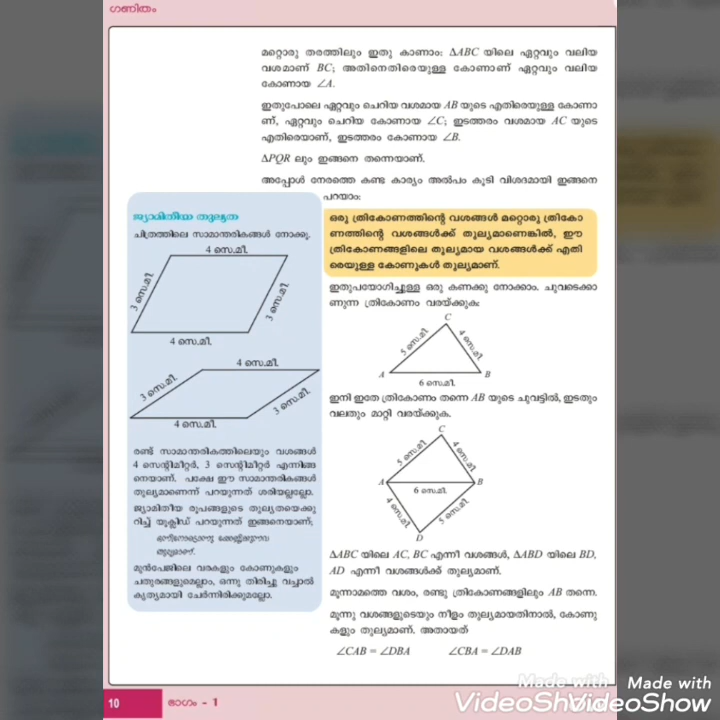 ഗണിതം
മറ്റൊരു തരത്തിലും ഇതു കാണാം: ΔABC യിലെ ഏറ്റവും വലിയ
വശമാണ് BC; അതിനെതിരെയുള്ള കോണാണ് ഏറ്റവും വലിയ
കോണായ ∠A.
ഇതുപോലെ ഏറ്റവും ചെറിയ വശമായ AB യുടെ എതിരെയുള്ള കോണാ
ണ്, ഏറ്റവും ചെറിയ കോണായ ∠C; ഇടത്തരം വശമായ AC യുടെ
എതിരെയാണ്, ഇടത്തരം കോണായ ∠B.
ΔPQR ലും ഇങ്ങനെ തന്നെയാണ്.
അപ്പോൾ നേരത്തെ കണ്ട കാര്യം അൽപം കൂടി വിശദമായി ഇങ്ങനെ
പറയാം:
ഒരു ത്രികോണത്തിന്റെ വശങ്ങൾ മറ്റൊരു ത്രികോ
ണത്തിന്റെ വശങ്ങൾക്ക് തുല്യമാണെങ്കിൽ, ഈ
ത്രികോണങ്ങളിലെ തുല്യമായ വശങ്ങൾക്ക് എതി
രെയുള്ള കോണുകൾ തുല്യമാണ്.
ഇതുപയോഗിച്ചുള്ള ഒരു കണക്കു നോക്കാം. ചുവടെക്കാ
ണുന്ന ത്രികോണം വരയ്ക്കുക:
C
5 സെ.മീ.
4 സെ.മീ.
A
B
6 സെ.മീ.
ഇനി ഇതേ ത്രികോണം തന്നെ AB യുടെ ചുവട്ടിൽ, ഇടതും
വലതും മാറ്റി വരയ്ക്കുക.
C
5 സെ.മീ.
4 സെ.മീ.
A
6 സെ.മീ.
B
4 സെ.മീ.
5 സെ.മീ.
D
ΔABC യിലെ AC, BC എന്നീ വശങ്ങൾ, ΔABD യിലെ BD,
AD എന്നീ വശങ്ങൾക്ക് തുല്യമാണ്.
മൂന്നാമത്തെ വശം, രണ്ടു ത്രികോണങ്ങളിലും AB തന്നെ.
മൂന്നു വശങ്ങളുടെയും നീളം തുല്യമായതിനാൽ, കോണു
കളും തുല്യമാണ്. അതായത്
∠CAB = ∠DBA ∠CBA = ∠DAB
ജ്യാമിതീയ തുല്യത
ചിത്രത്തിലെ സാമാന്തരികങ്ങൾ നോക്കൂ.
4 സെ.മീ.
3 സെ.മീ.
3 സെ.മീ.
4 സെ.മീ.
4 സെ.മീ.
3 സെ.മീ.
3 സെ.മീ.
4 സെ.മീ.
രണ്ട് സാമാന്തരികത്തിലെയും വശങ്ങൾ
4 സെന്റിമീറ്റർ, 3 സെന്റിമീറ്റർ എന്നിങ്ങ
നെയാണ്. പക്ഷേ ഈ സാമാന്തരികങ്ങൾ
തുല്യമാണെന്ന് പറയുന്നത് ശരിയല്ലല്ലോ.
ജ്യാമിതീയ രൂപങ്ങളുടെ തുല്യതയെക്കു
റിച്ച് യൂക്ലിഡ് പറയുന്നത് ഇങ്ങനെയാണ്;
തുല്യമാണ്.
മുൻപേജിലെ വരകളും കോണുകളും
ചതുരങ്ങളുമെല്ലാം, ഒന്നു തിരിച്ചു വച്ചാൽ
കൃത്യമായി ചേർന്നിരിക്കുമല്ലോ.
10 ഭാഗം - 1
Made with
VideoShow
Made with
VideoShow